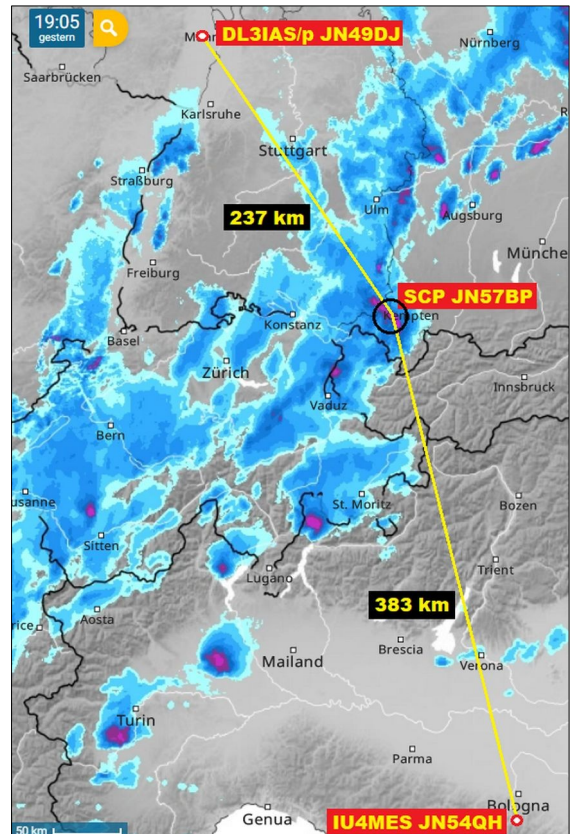 19:05
gestern
DL3IAS/p JN49DJ
Nürnberg
Saarbrücken
Karlsruhe
Stuttgart
Straßburg
Ulm
Augsburg
237 km
Münche
Freiburg
SCP JN57BP
Konstanz
Kempten
Basel
Zürich
Innsbruck
Vaduz
Bern
usanne
St. Moritz
Bozen
Sitten
Trient
Lugano
383 km
Aosta
Brescia
Mailand
Verona
Turin
Parma
Bologna
Genua
IU4MES JN54QH
50 km